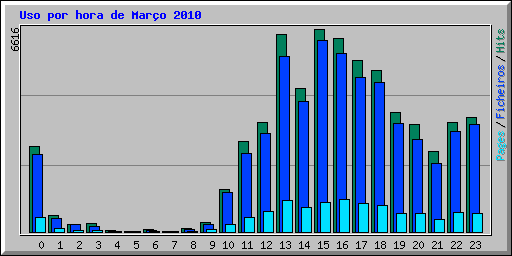 Uso por hora de Março 2010
6616
Pages / Ficheiros / Hits
0 1 2 3 4 5 6 7 8 9 10 11 12 13 14 15 16 17 18 19 20 21 22 23